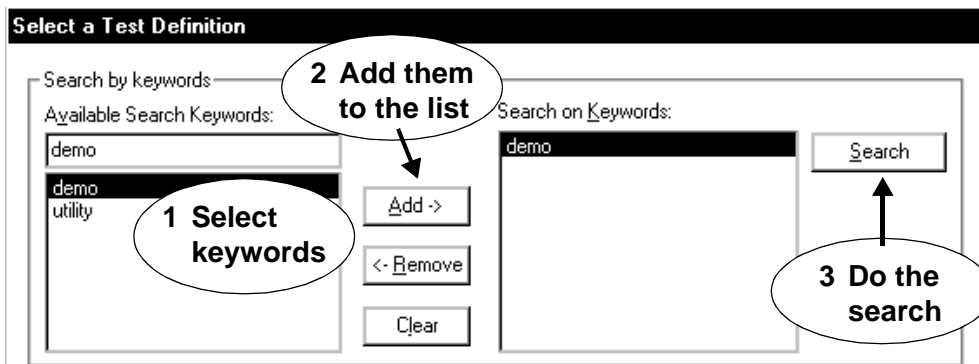 Select a Test Definition
Search by keywords
Available Search Keywords:
demo
demo
utility
1 Select
keywords
2 Add them
to the list
Add ->
<- Remove
Clear
Search on Keywords:
demo
Search
3 Do the
search